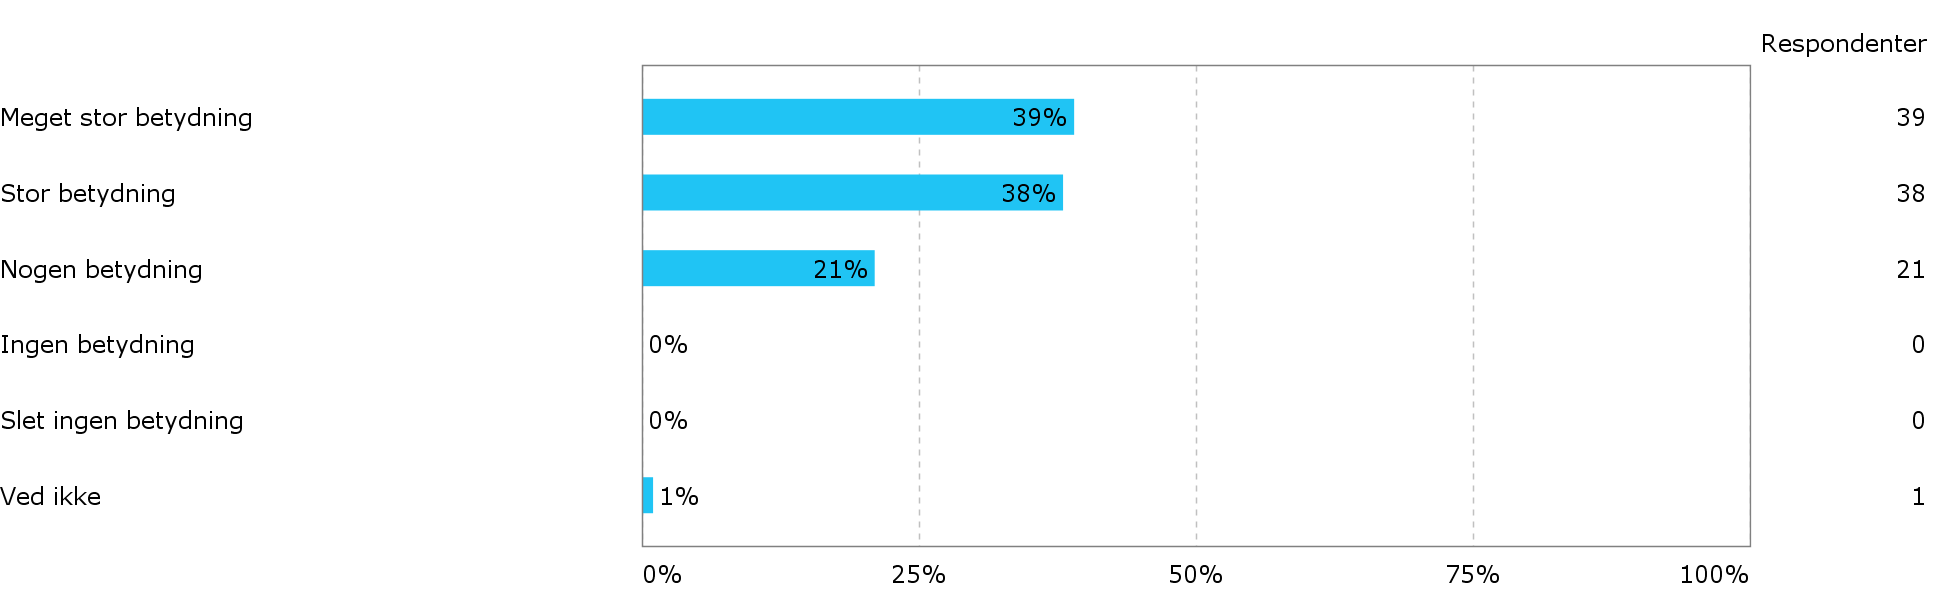 Respondenter
Meget stor betydning 39% 39
Stor betydning 38% 38
Nogen betydning 21% 21
Ingen betydning 0% 0
Slet ingen betydning 0% 0
Ved ikke 1% 1
0% 25% 50% 75% 100%